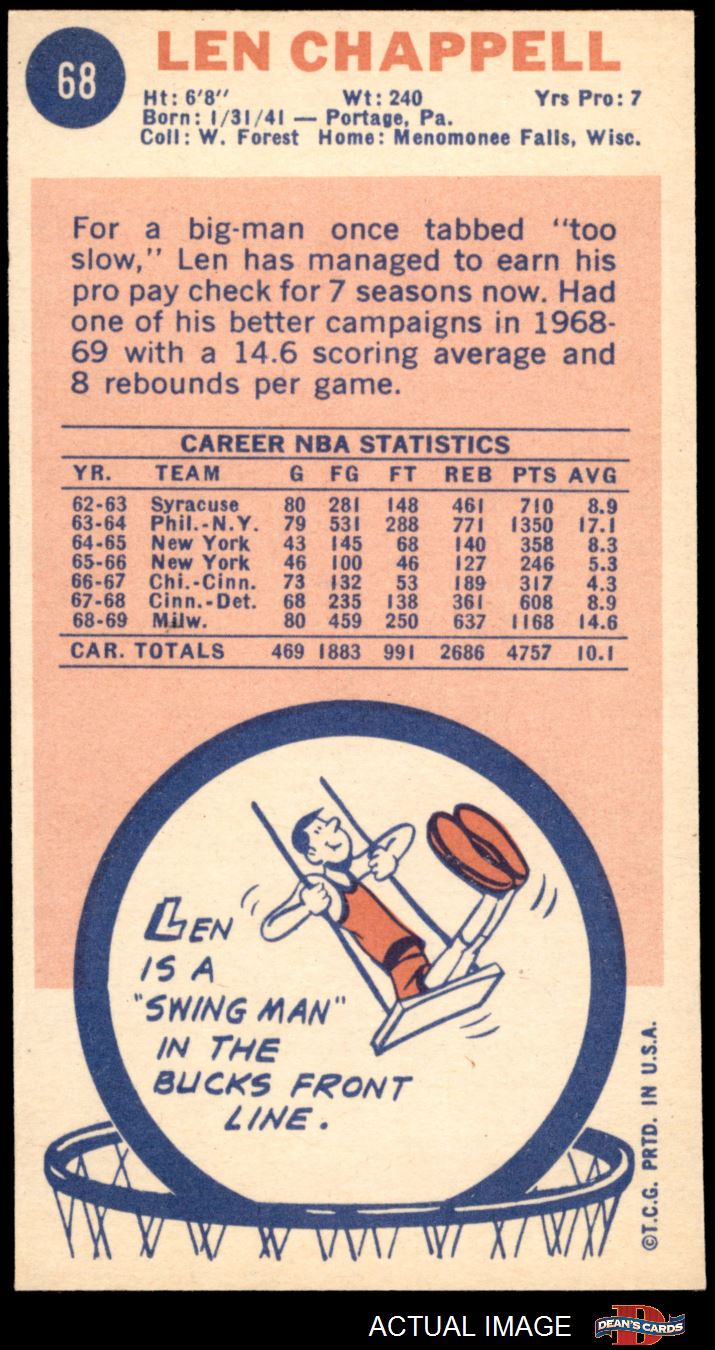 68
LEN CHAPPELL
Ht: 6'8" Wt: 240 Yrs Pro: 7
Born: 1/31/41 — Portage, Pa.
Coll: W. Forest Home: Menomonee Falls, Wisc.
For a big-man once tabbed "too
slow," Len has managed to earn his
pro pay check for 7 seasons now. Had
one of his better campaigns in 1968-
69 with a 14.6 scoring average and
8 rebounds per game.
CAREER NBA STATISTICS
YR. TEAM G FG FT REB PTS AVG
62-63 Syracuse 80 281 148 461 710 8.9
63-64 Phil.-N.Y. 79 531 288 771 1350 17.1
64-65 New York 43 145 68 140 358 8.3
65-66 New York 46 100 46 127 246 5.3
66-67 Chi.-Cinn. 73 132 53 189 317 4.3
67-68 Cinn.-Det. 68 235 138 361 608 8.9
68-69 Milw. 80 459 250 637 1168 14.6
CAR. TOTALS 469 1883 991 2686 4757 10.1
LEN
IS A
"SWING MAN"
IN THE
BUCKS FRONT
LINE.
©T.C.G. PRTD. IN U.S.A.
ACTUAL IMAGE
DEAN'S CARDS